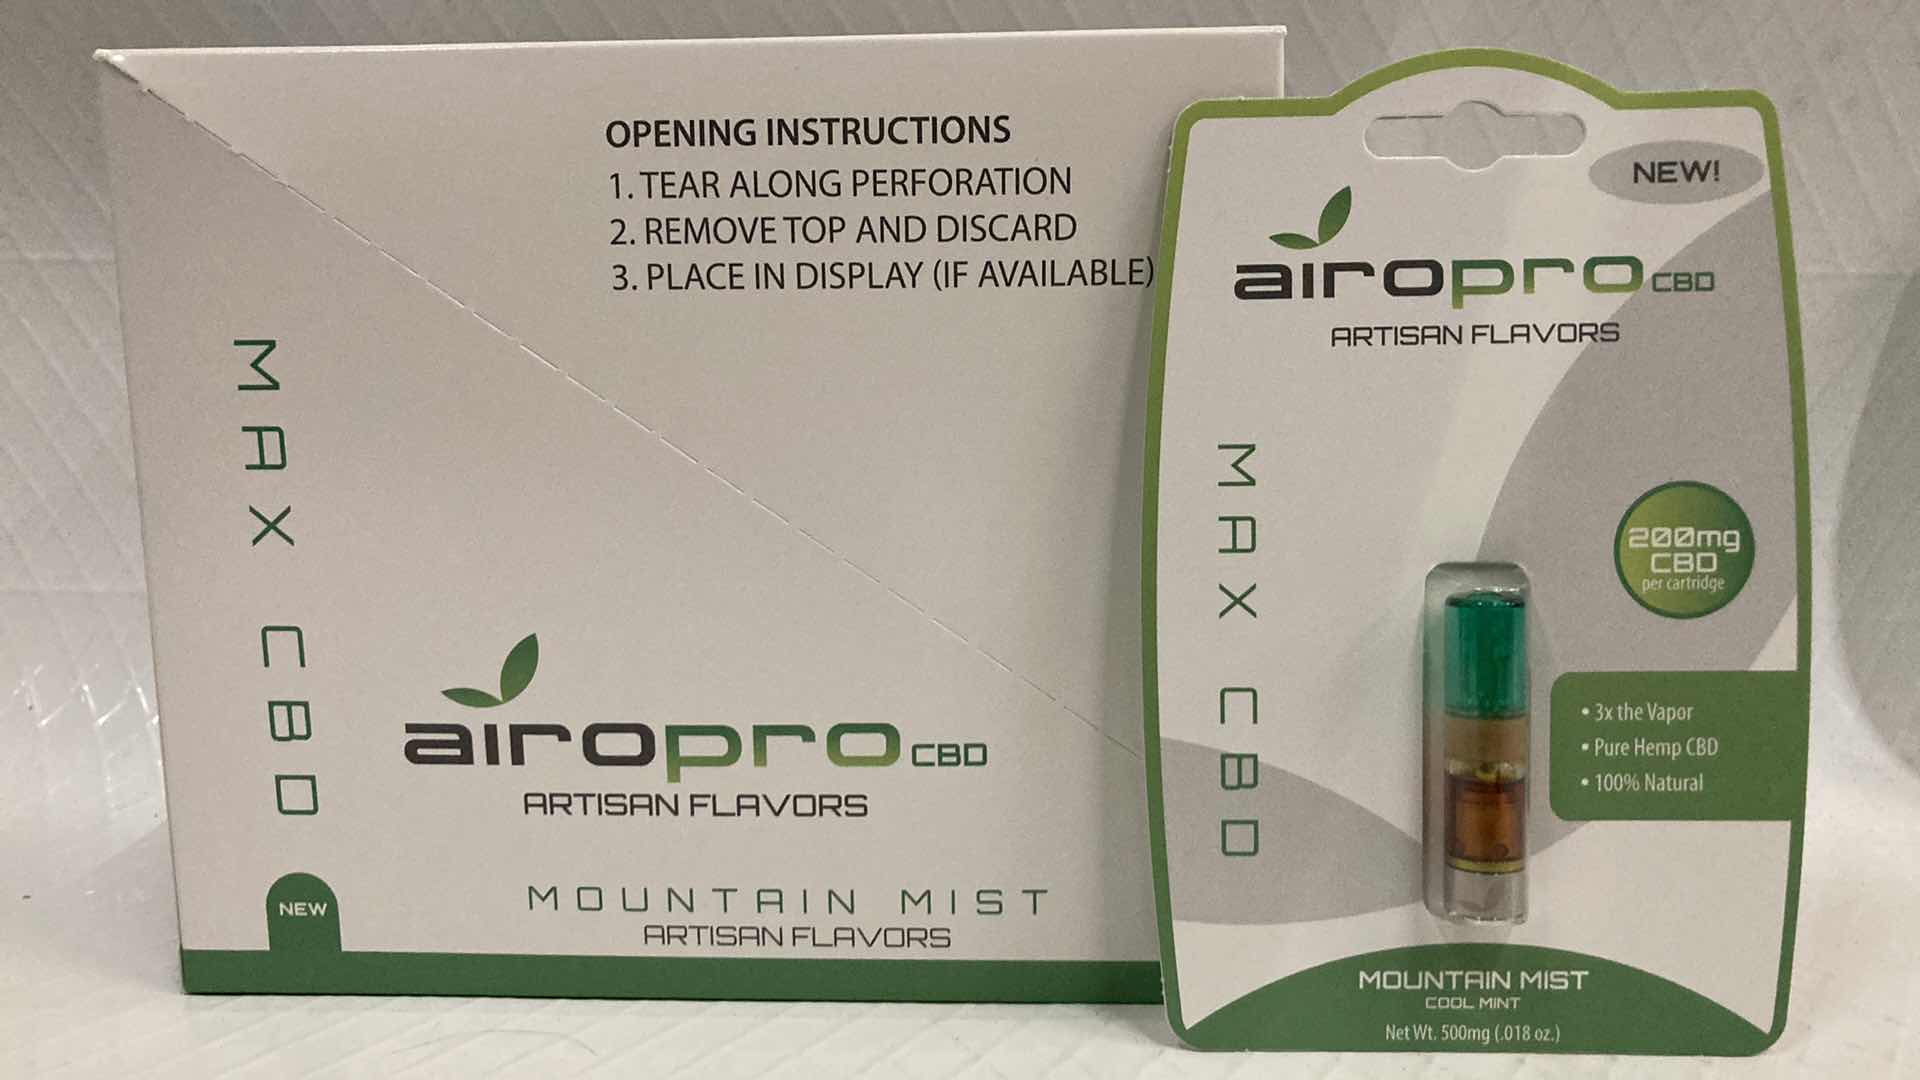 OPENING INSTRUCTIONS
1. TEAR ALONG PERFORATION
2. REMOVE TOP AND DISCARD
3. PLACE IN DISPLAY (IF AVAILABLE)
MAX CBD
airopro CBD
ARTISAN FLAVORS
MOUNTAIN MIST
ARTISAN FLAVORS
NEW
NEW!
airopro CBD
ARTISAN FLAVORS
MAX CBD
200mg
CBD
per cartridge
• 3x the Vapor
• Pure Hemp CBD
• 100% Natural
MOUNTAIN MIST
COOL MINT
Net Wt. 500mg (.018 oz.)